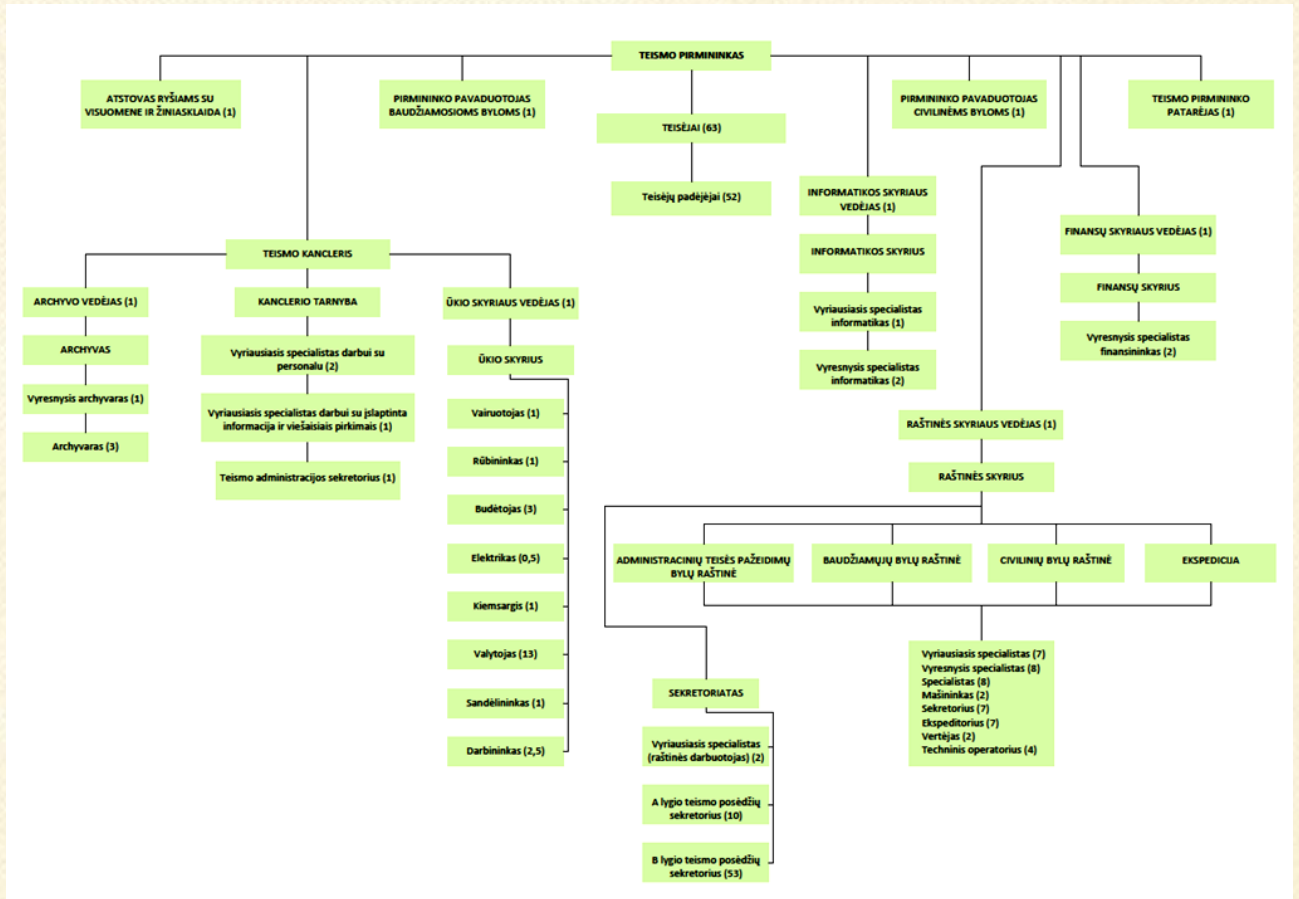 TEISMO PIRMININKAS
ATSTOVAS RYŠIAMS SU
VISUOMENE IR ŽINIASKLAIDA (1)
PIRMININKO PAVADUOTOJAS
BAUDŽIAMOSIOMS BYLOMS (1)
TEISĖJAI (63)
Teisėjų padėjėjai (52)
PIRMININKO PAVADUOTOJAS
CIVILINĖMS BYLOMS (1)
TEISMO PIRMININKO
PATARĖJAS (1)
INFORMATIKOS SKYRIAUS
VEDĖJAS (1)
INFORMATIKOS SKYRIUS
Vyriausiasis specialistas
informatikas (1)
Vyresnysis specialistas
informatikas (2)
FINANSŲ SKYRIAUS VEDĖJAS (1)
FINANSŲ SKYRIUS
Vyresnysis specialistas
finansininkas (2)
TEISMO KANCLERIS
ARCHYVO VEDĖJAS (1)
ARCHYVAS
Vyresnysis archyvaras (1)
Archyvaras (3)
KANCLERIO TARNYBA
Vyriausiasis specialistas darbui su
personalu (2)
Vyriausiasis specialistas darbui su įslaptinta
informacija ir viešaisiais pirkimais (1)
Teismo administracijos sekretorius (1)
ŪKIO SKYRIAUS VEDĖJAS (1)
ŪKIO SKYRIUS
Vairuotojas (1)
Rūbininkas (1)
Budėtojas (3)
Elektrikas (0,5)
Kiemsargis (1)
Valytojas (13)
Sandėlininkas (1)
Darbininkas (2,5)
RAŠTINĖS SKYRIAUS VEDĖJAS (1)
RAŠTINĖS SKYRIUS
ADMINISTRACINIŲ TEISĖS PAŽEIDIMŲ
BYLŲ RAŠTINĖ
BAUDŽIAMŲJŲ BYLŲ RAŠTINĖ
CIVILINIŲ BYLŲ RAŠTINĖ
EKSPEDICIJA
Vyriausiasis specialistas (7)
Vyresnysis specialistas (8)
Specialistas (8)
Mašininkas (2)
Sekretorius (7)
Ekspeditorius (7)
Vertėjas (2)
Techninis operatorius (4)
SEKRETORIATAS
Vyriausiasis specialistas
(raštinės darbuotojas) (2)
A lygio teismo posėdžių
sekretorius (10)
B lygio teismo posėdžių
sekretorius (53)